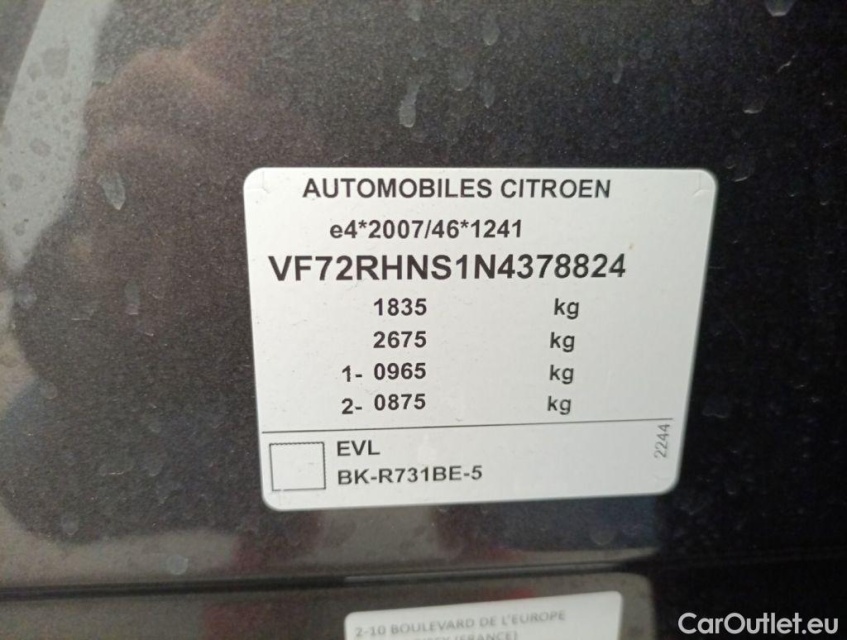 AUTOMOBILES CITROEN
e4*2007/46*1241
VF72RHNS1N4378824
1835 kg
2675 kg
1- 0965 kg
2- 0875 kg
EVL
BK-R731BE-5
2244
2-10 BOULEVARD DE L'EUROPE
(FRANCE)
CarOutlet.eu